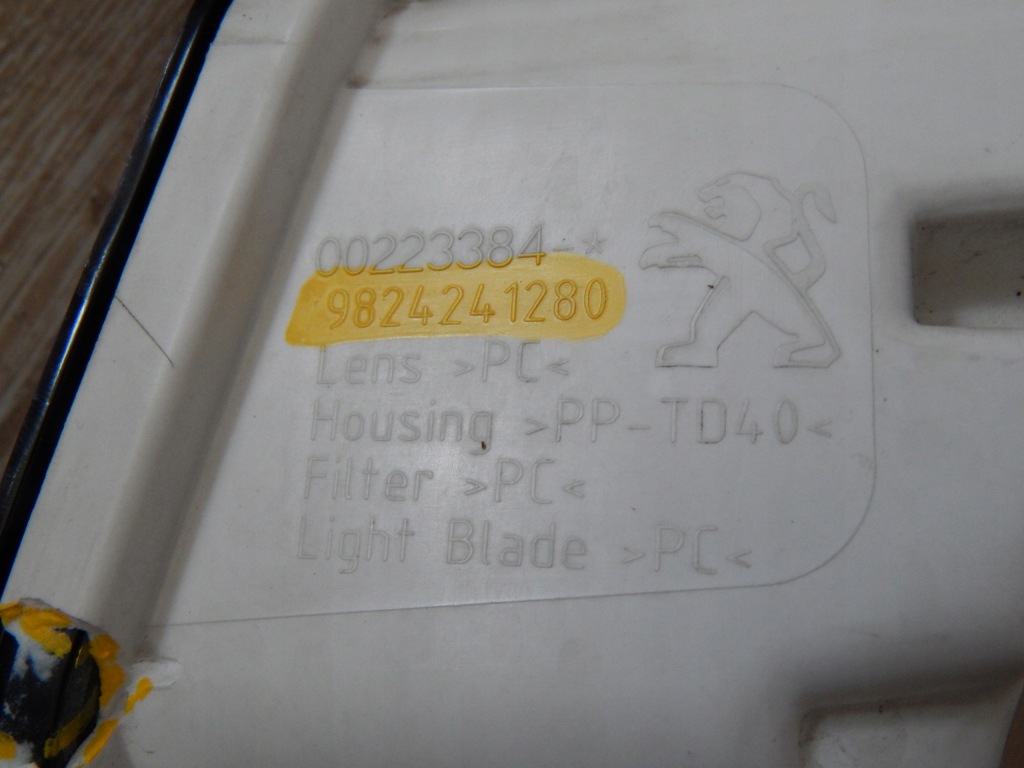 00223384-*
9824241280
Lens >PC<
Housing >PP-TD40<
Filter >PC<
Light Blade >PC<